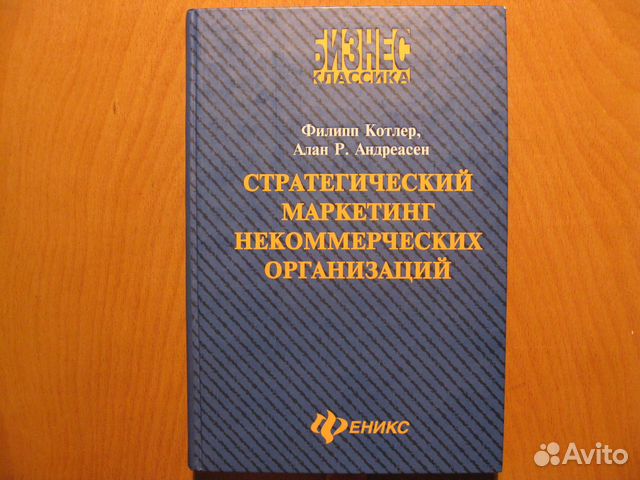 БИЗНЕС
КЛАССИКА
Филипп Котлер,
Алан Р. Андреасен
СТРАТЕГИЧЕСКИЙ
МАРКЕТИНГ
НЕКОММЕРЧЕСКИХ
ОРГАНИЗАЦИЙ
ФЕНИКС
Avito